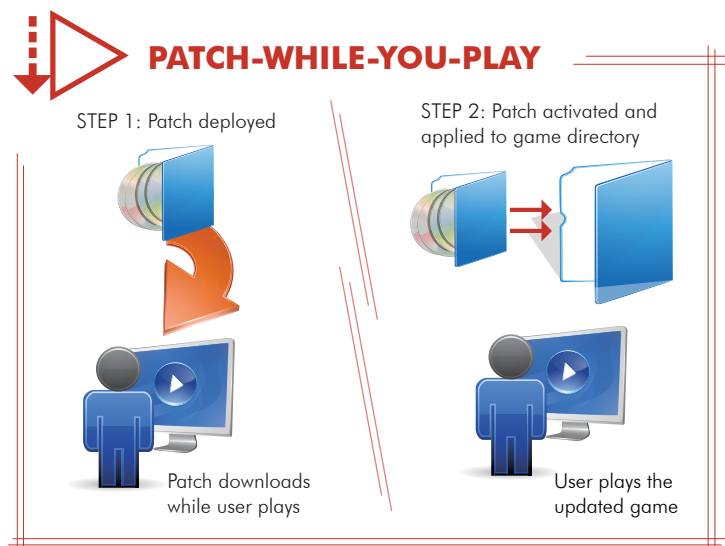 PATCH-WHILE-YOU-PLAY
STEP 1: Patch deployed
Patch downloads
while user plays
STEP 2: Patch activated and
applied to game directory
User plays the
updated game